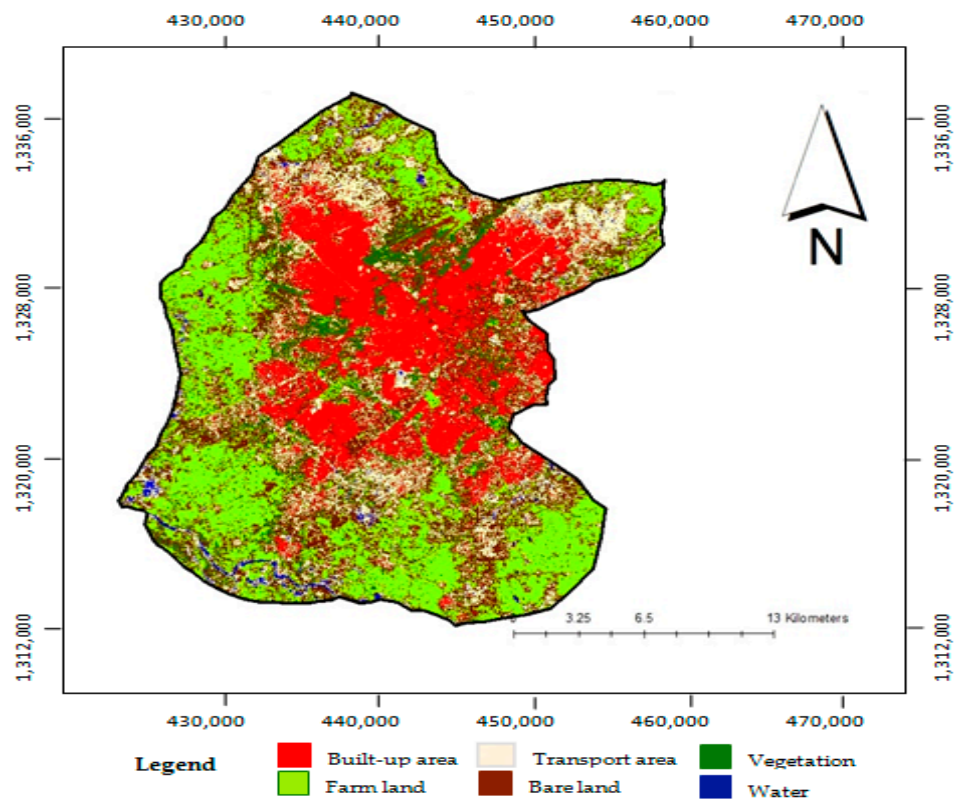 430,000 440,000 450,000 460,000 470,000
1,336,000 1,336,000
N
1,328,000 1,328,000
1,320,000 1,320,000
0 3.25 6.5 13 Kilometers
1,312,000 1,312,000
430,000 440,000 450,000 460,000 470,000
Legend Built-up area Transport area Vegetation
Farm land Bare land Water